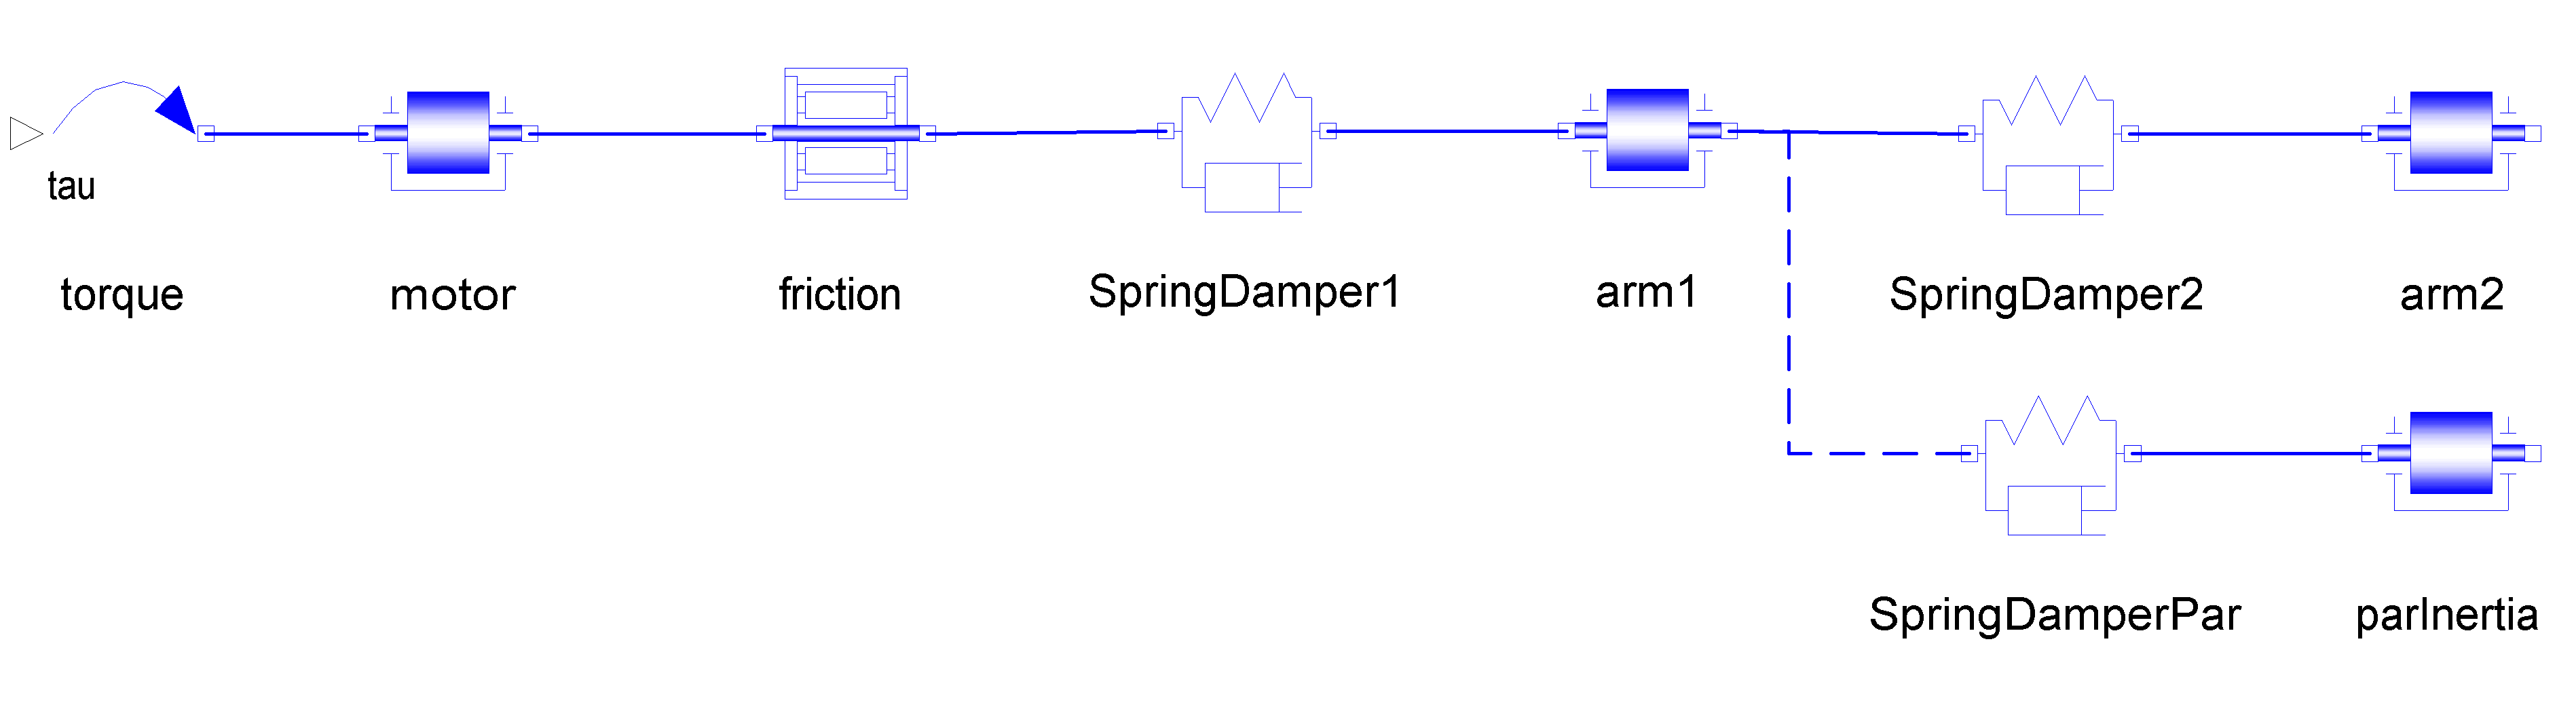 tau
torque
motor
friction
SpringDamper1
arm1
SpringDamper2
arm2
SpringDamperPar
parInertia